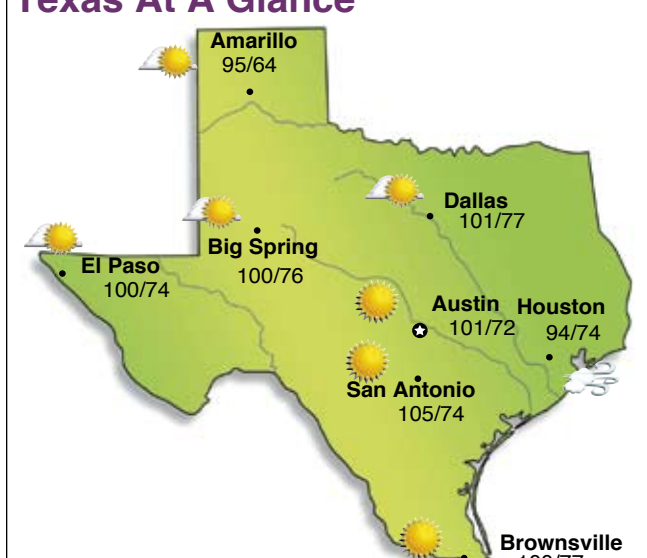 Texas At A Glance
Amarillo
95/64
Dallas
101/77
Big Spring
100/76
El Paso
100/74
Austin
101/72
Houston
94/74
San Antonio
105/74
Brownsville